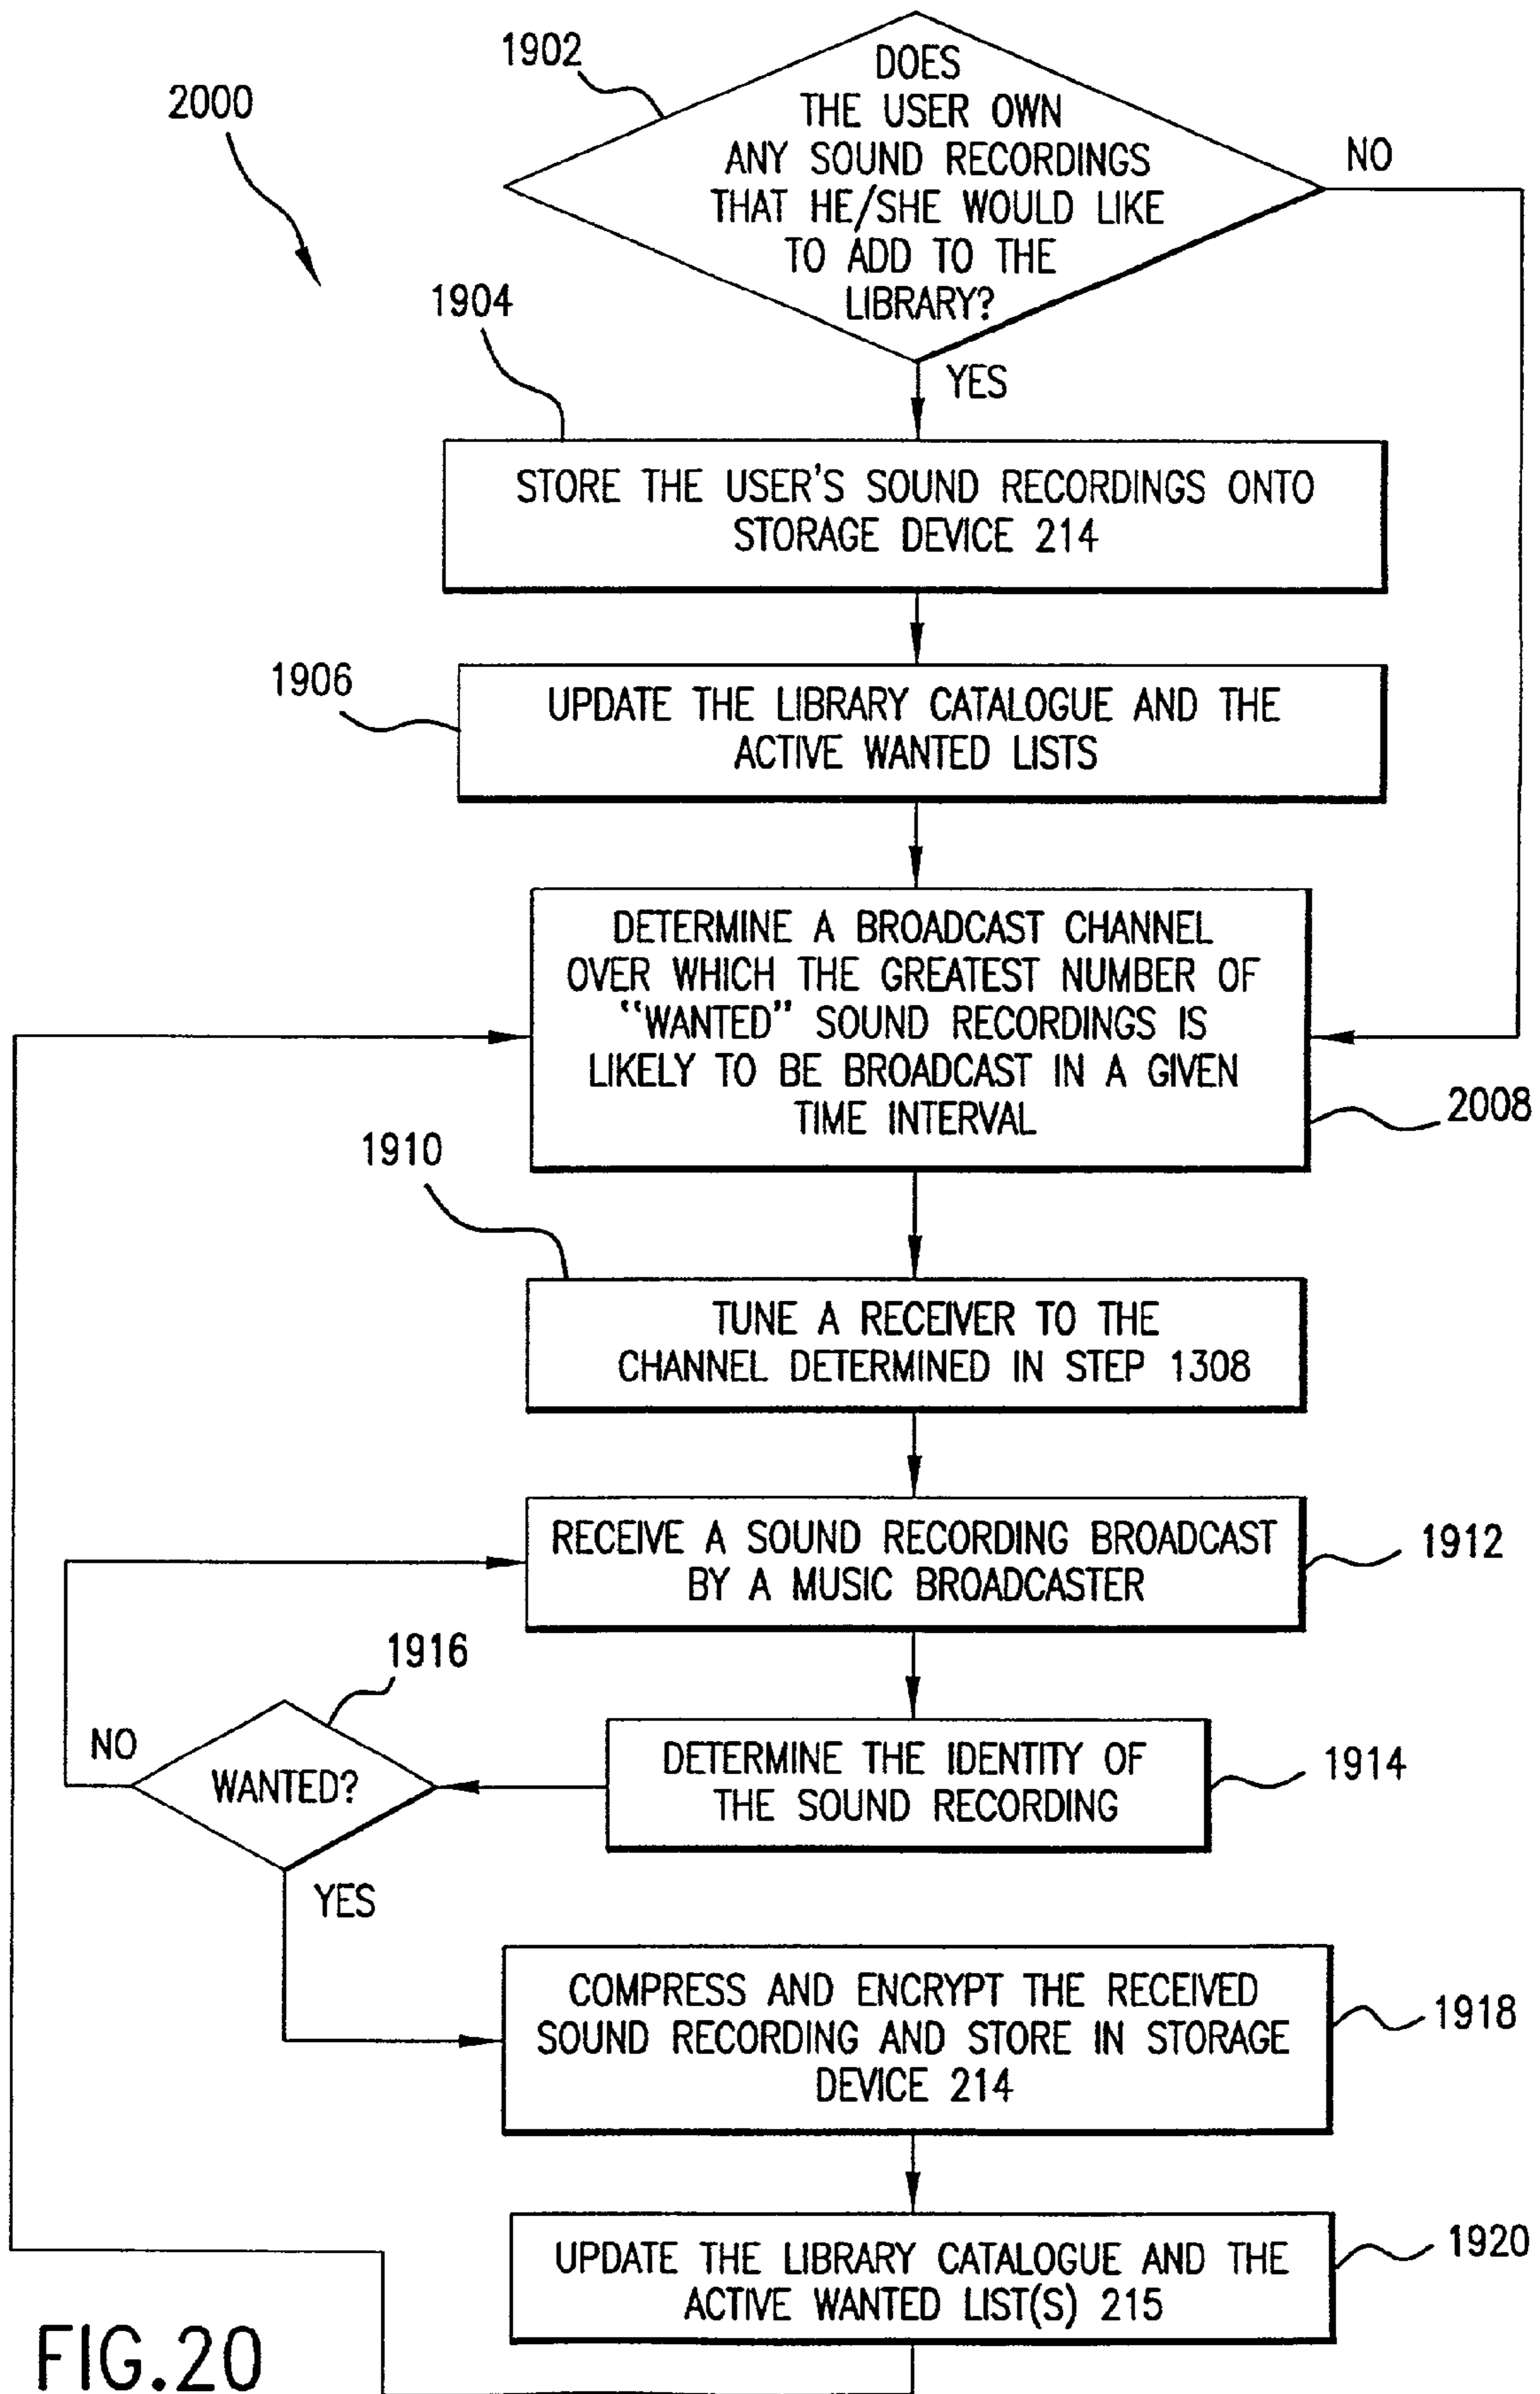 1902
2000
DOES
THE USER OWN
ANY SOUND RECORDINGS
THAT HE/SHE WOULD LIKE
TO ADD TO THE
LIBRARY?
NO
YES
1904
STORE THE USER'S SOUND RECORDINGS ONTO
STORAGE DEVICE 214
1906
UPDATE THE LIBRARY CATALOGUE AND THE
ACTIVE WANTED LISTS
DETERMINE A BROADCAST CHANNEL
OVER WHICH THE GREATEST NUMBER OF
"WANTED" SOUND RECORDINGS IS
LIKELY TO BE BROADCAST IN A GIVEN
TIME INTERVAL
2008
1910
TUNE A RECEIVER TO THE
CHANNEL DETERMINED IN STEP 1308
RECEIVE A SOUND RECORDING BROADCAST
BY A MUSIC BROADCASTER
1912
1916
DETERMINE THE IDENTITY OF
THE SOUND RECORDING
1914
WANTED?
NO
YES
COMPRESS AND ENCRYPT THE RECEIVED
SOUND RECORDING AND STORE IN STORAGE
DEVICE 214
1918
UPDATE THE LIBRARY CATALOGUE AND THE
ACTIVE WANTED LIST(S) 215
1920
FIG.20